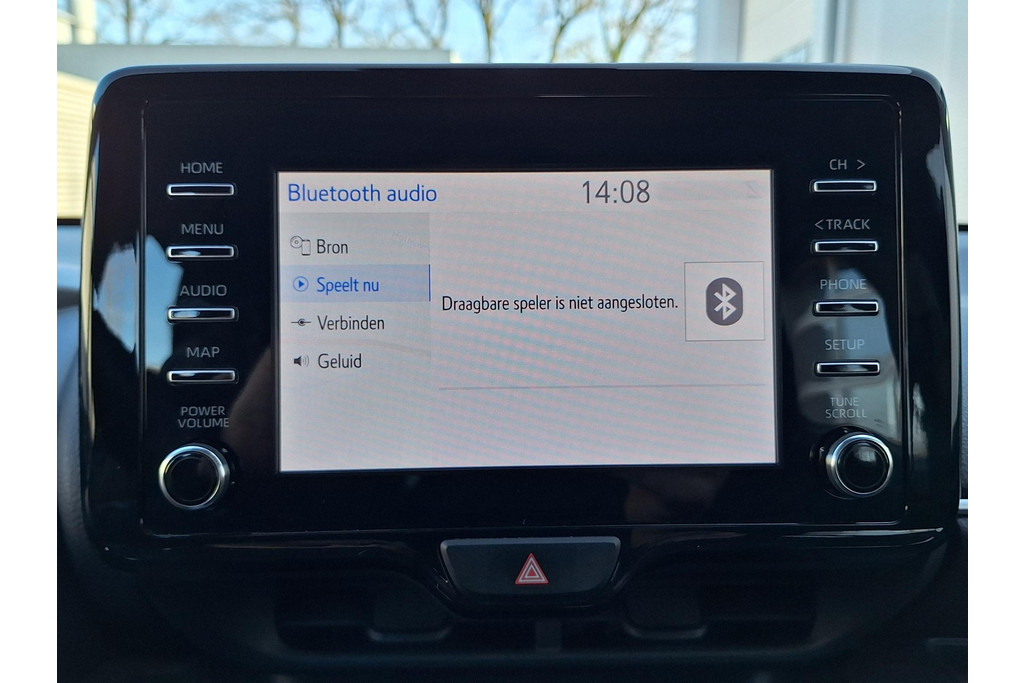 HOME
MENU
AUDIO
MAP
POWER
VOLUME
Bluetooth audio 14:08
Bron
Speelt nu
Verbinden
Geluid
Draagbare speler is niet aangesloten.
CH >
< TRACK
PHONE
SETUP
TUNE
SCROLL